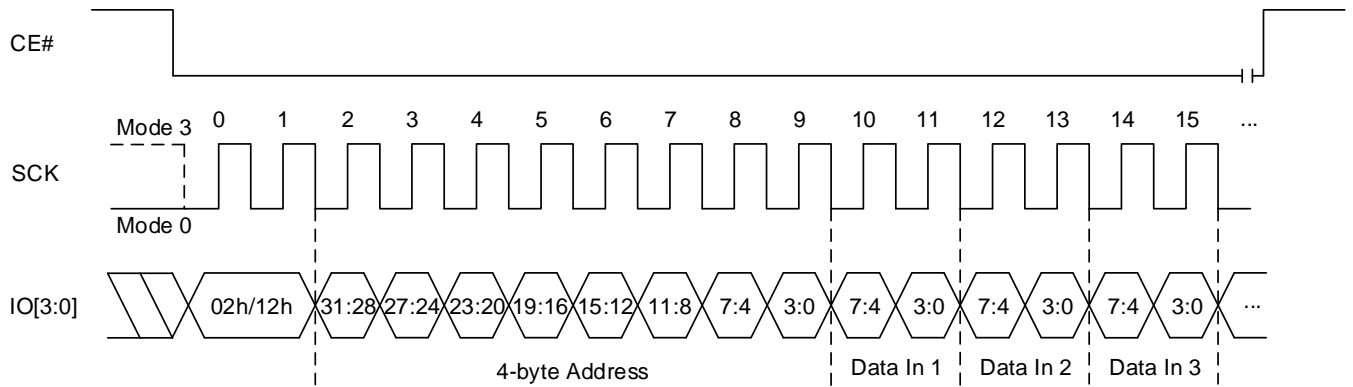 CE#
0 1 2 3 4 5 6 7 8 9 10 11 12 13 14 15 ...
Mode 3
SCK
Mode 0
IO[3:0] 02h/12h 31:28 27:24 23:20 19:16 15:12 11:8 7:4 3:0 7:4 3:0 7:4 3:0 7:4 3:0 ...
4-byte Address Data In 1 Data In 2 Data In 3